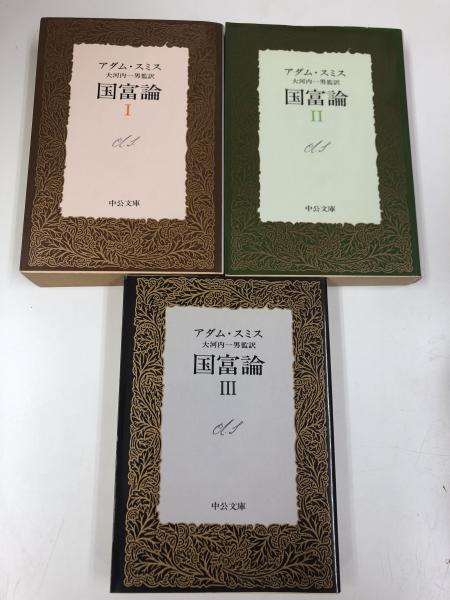 アダム・スミス
大河内一男監訳
国富論
I
中公文庫
アダム・スミス
大河内一男監訳
国富論
II
中公文庫
アダム・スミス
大河内一男監訳
国富論
III
中公文庫